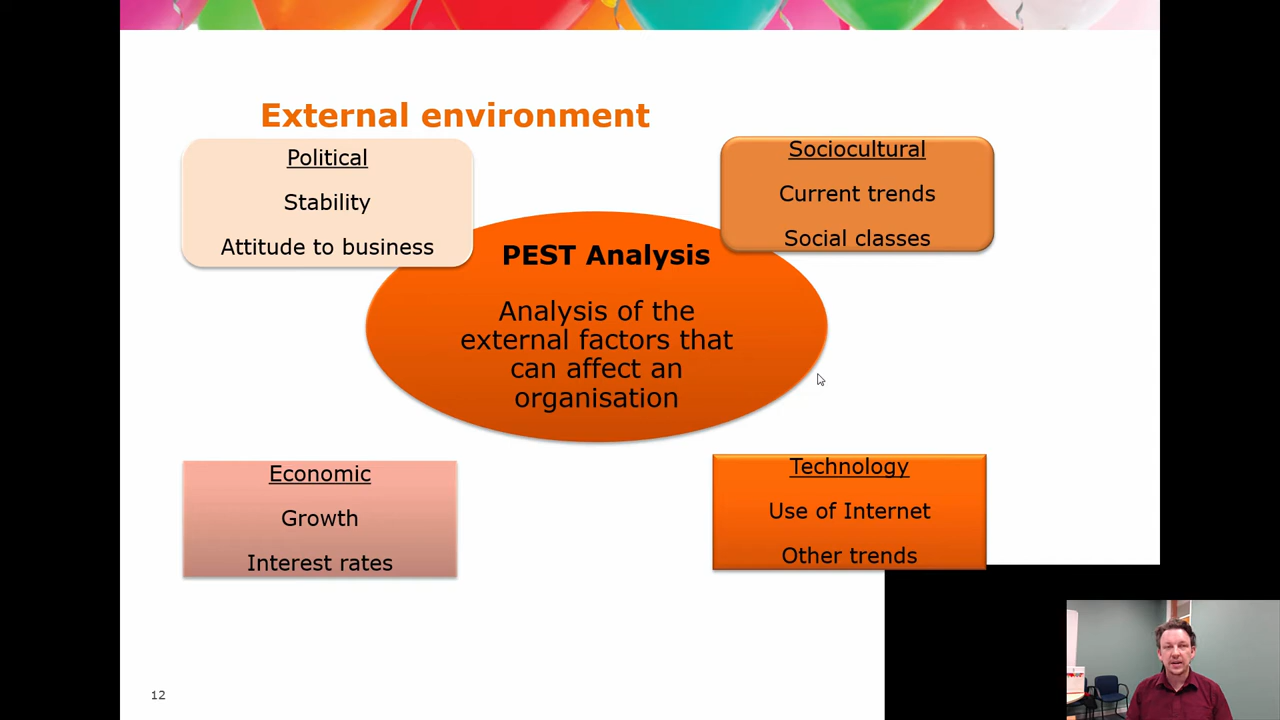 External environment
Political
Stability
Attitude to business
Sociocultural
Current trends
Social classes
PEST Analysis
Analysis of the
external factors that
can affect an
organisation
Economic
Growth
Interest rates
Technology
Use of Internet
Other trends
12